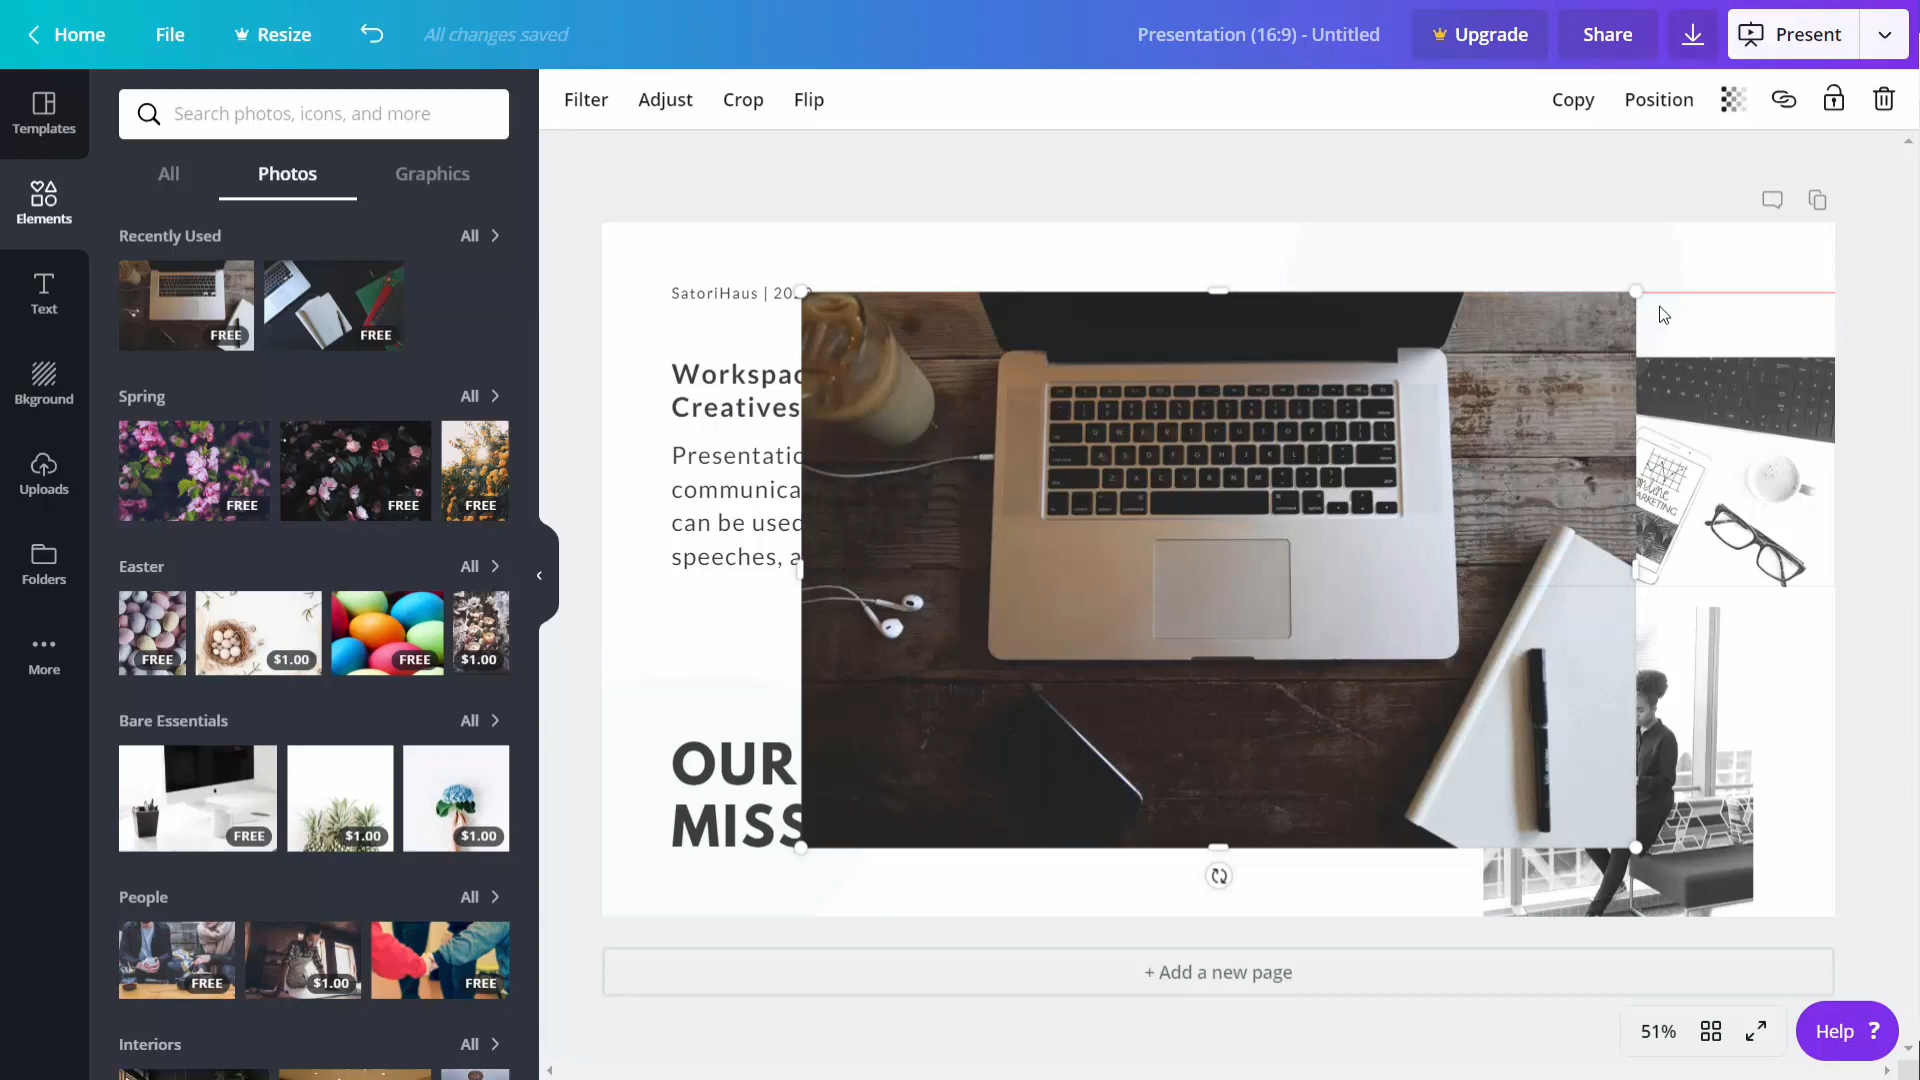 Home
File
Resize
All changes saved
Presentation (16:9) - Untitled
Upgrade
Share
Present
Templates
Elements
Text
Bkground
Uploads
Folders
More
Search photos, icons, and more
All
Photos
Graphics
Recently Used
All
FREE
FREE
Spring
All
FREE
FREE
FREE
Easter
All
FREE
$1.00
FREE
$1.00
Bare Essentials
All
FREE
$1.00
$1.00
People
All
FREE
$1.00
FREE
Interiors
All
Filter
Adjust
Crop
Flip
Copy
Position
SatoriHaus | 20
Workspac
Creatives
Presentatic
communica
can be used
speeches, a
OUR
MISS
+ Add a new page
51%
Help ?